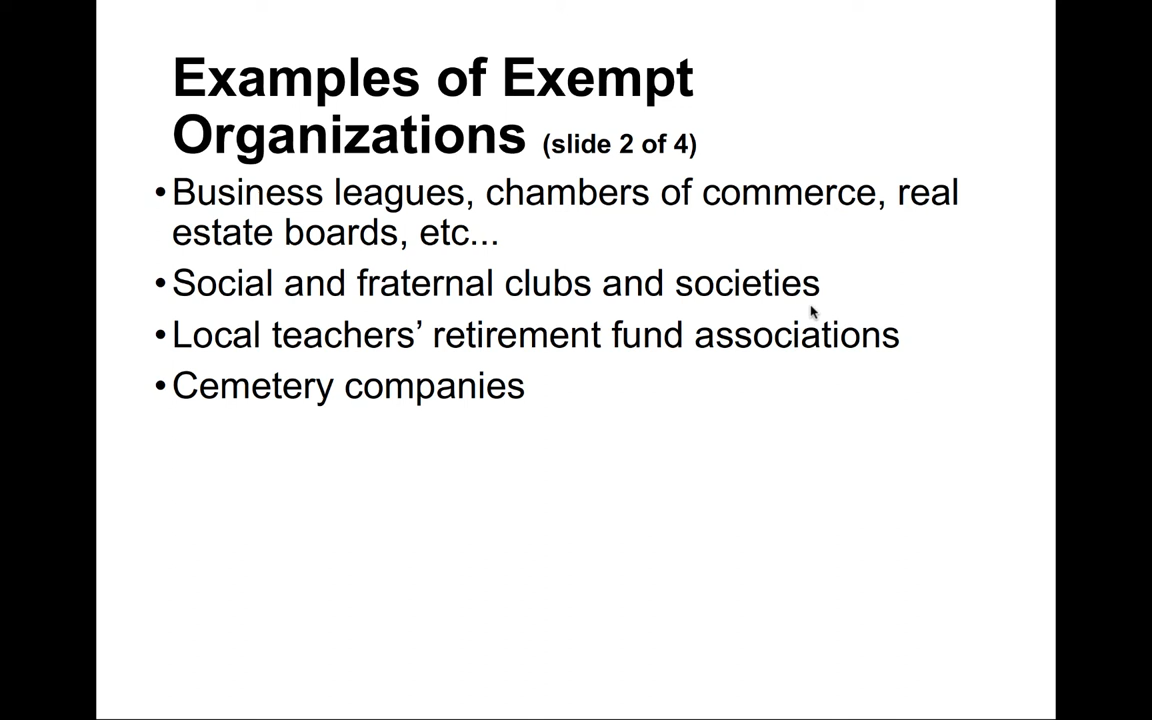 Examples of Exempt
Organizations (slide 2 of 4)
•Business leagues, chambers of commerce, real
estate boards, etc...
•Social and fraternal clubs and societies
•Local teachers’ retirement fund associations
•Cemetery companies